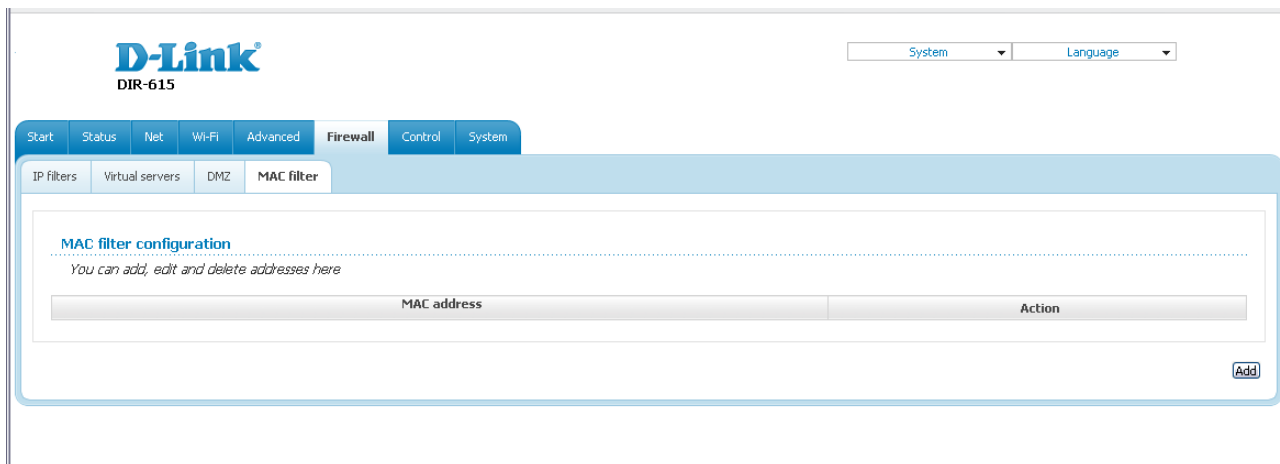 D-Link®
DIR-615
System Language
Start Status Net Wi-Fi Advanced Firewall Control System
IP filters Virtual servers DMZ MAC filter
MAC filter configuration
You can add, edit and delete addresses here
MAC address Action
Add